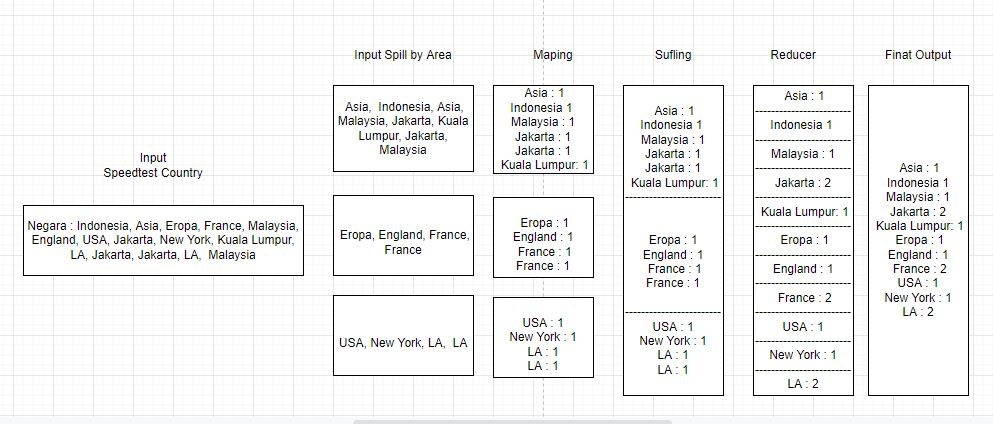 Input Spill by Area
Maping
Sufling
Reducer
Finat Output
Input
Speedtest Country
Negara : Indonesia, Asia, Eropa, France, Malaysia,
England, USA, Jakarta, New York, Kuala Lumpur,
LA, Jakarta, Jakarta, LA, Malaysia
Asia, Indonesia, Asia,
Malaysia, Jakarta, Kuala
Lumpur, Jakarta,
Malaysia
Eropa, England, France,
France
USA, New York, LA, LA
Asia : 1
Indonesia 1
Malaysia : 1
Jakarta : 1
Jakarta : 1
Kuala Lumpur: 1
Eropa : 1
England : 1
France : 1
France : 1
USA : 1
New York : 1
LA : 1
LA : 1
Asia : 1
Indonesia 1
Malaysia : 1
Jakarta : 1
Jakarta : 1
Kuala Lumpur: 1
Eropa : 1
England : 1
France : 1
France : 1
USA : 1
New York : 1
LA : 1
LA : 1
Asia : 1
Indonesia 1
Malaysia : 1
Jakarta : 2
Kuala Lumpur: 1
Eropa : 1
England : 1
France : 2
USA : 1
New York : 1
LA : 2
Asia : 1
Indonesia 1
Malaysia : 1
Jakarta : 2
Kuala Lumpur: 1
Eropa : 1
England : 1
France : 2
USA : 1
New York : 1
LA : 2